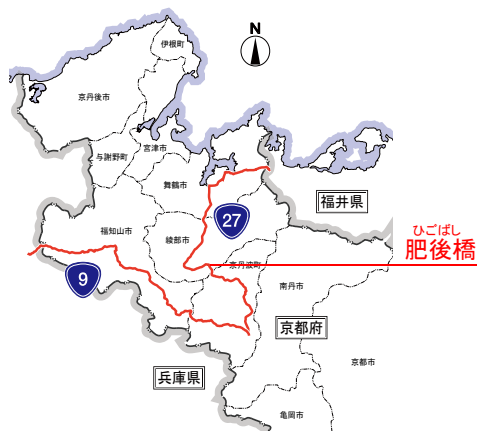 N
伊根町
京丹後市
宮津市
与謝野町
舞鶴市
福井県
27
ひごばし
肥後橋
福知山市
綾部市
京丹波町
9
南丹市
京都府
京都市
兵庫県
亀岡市